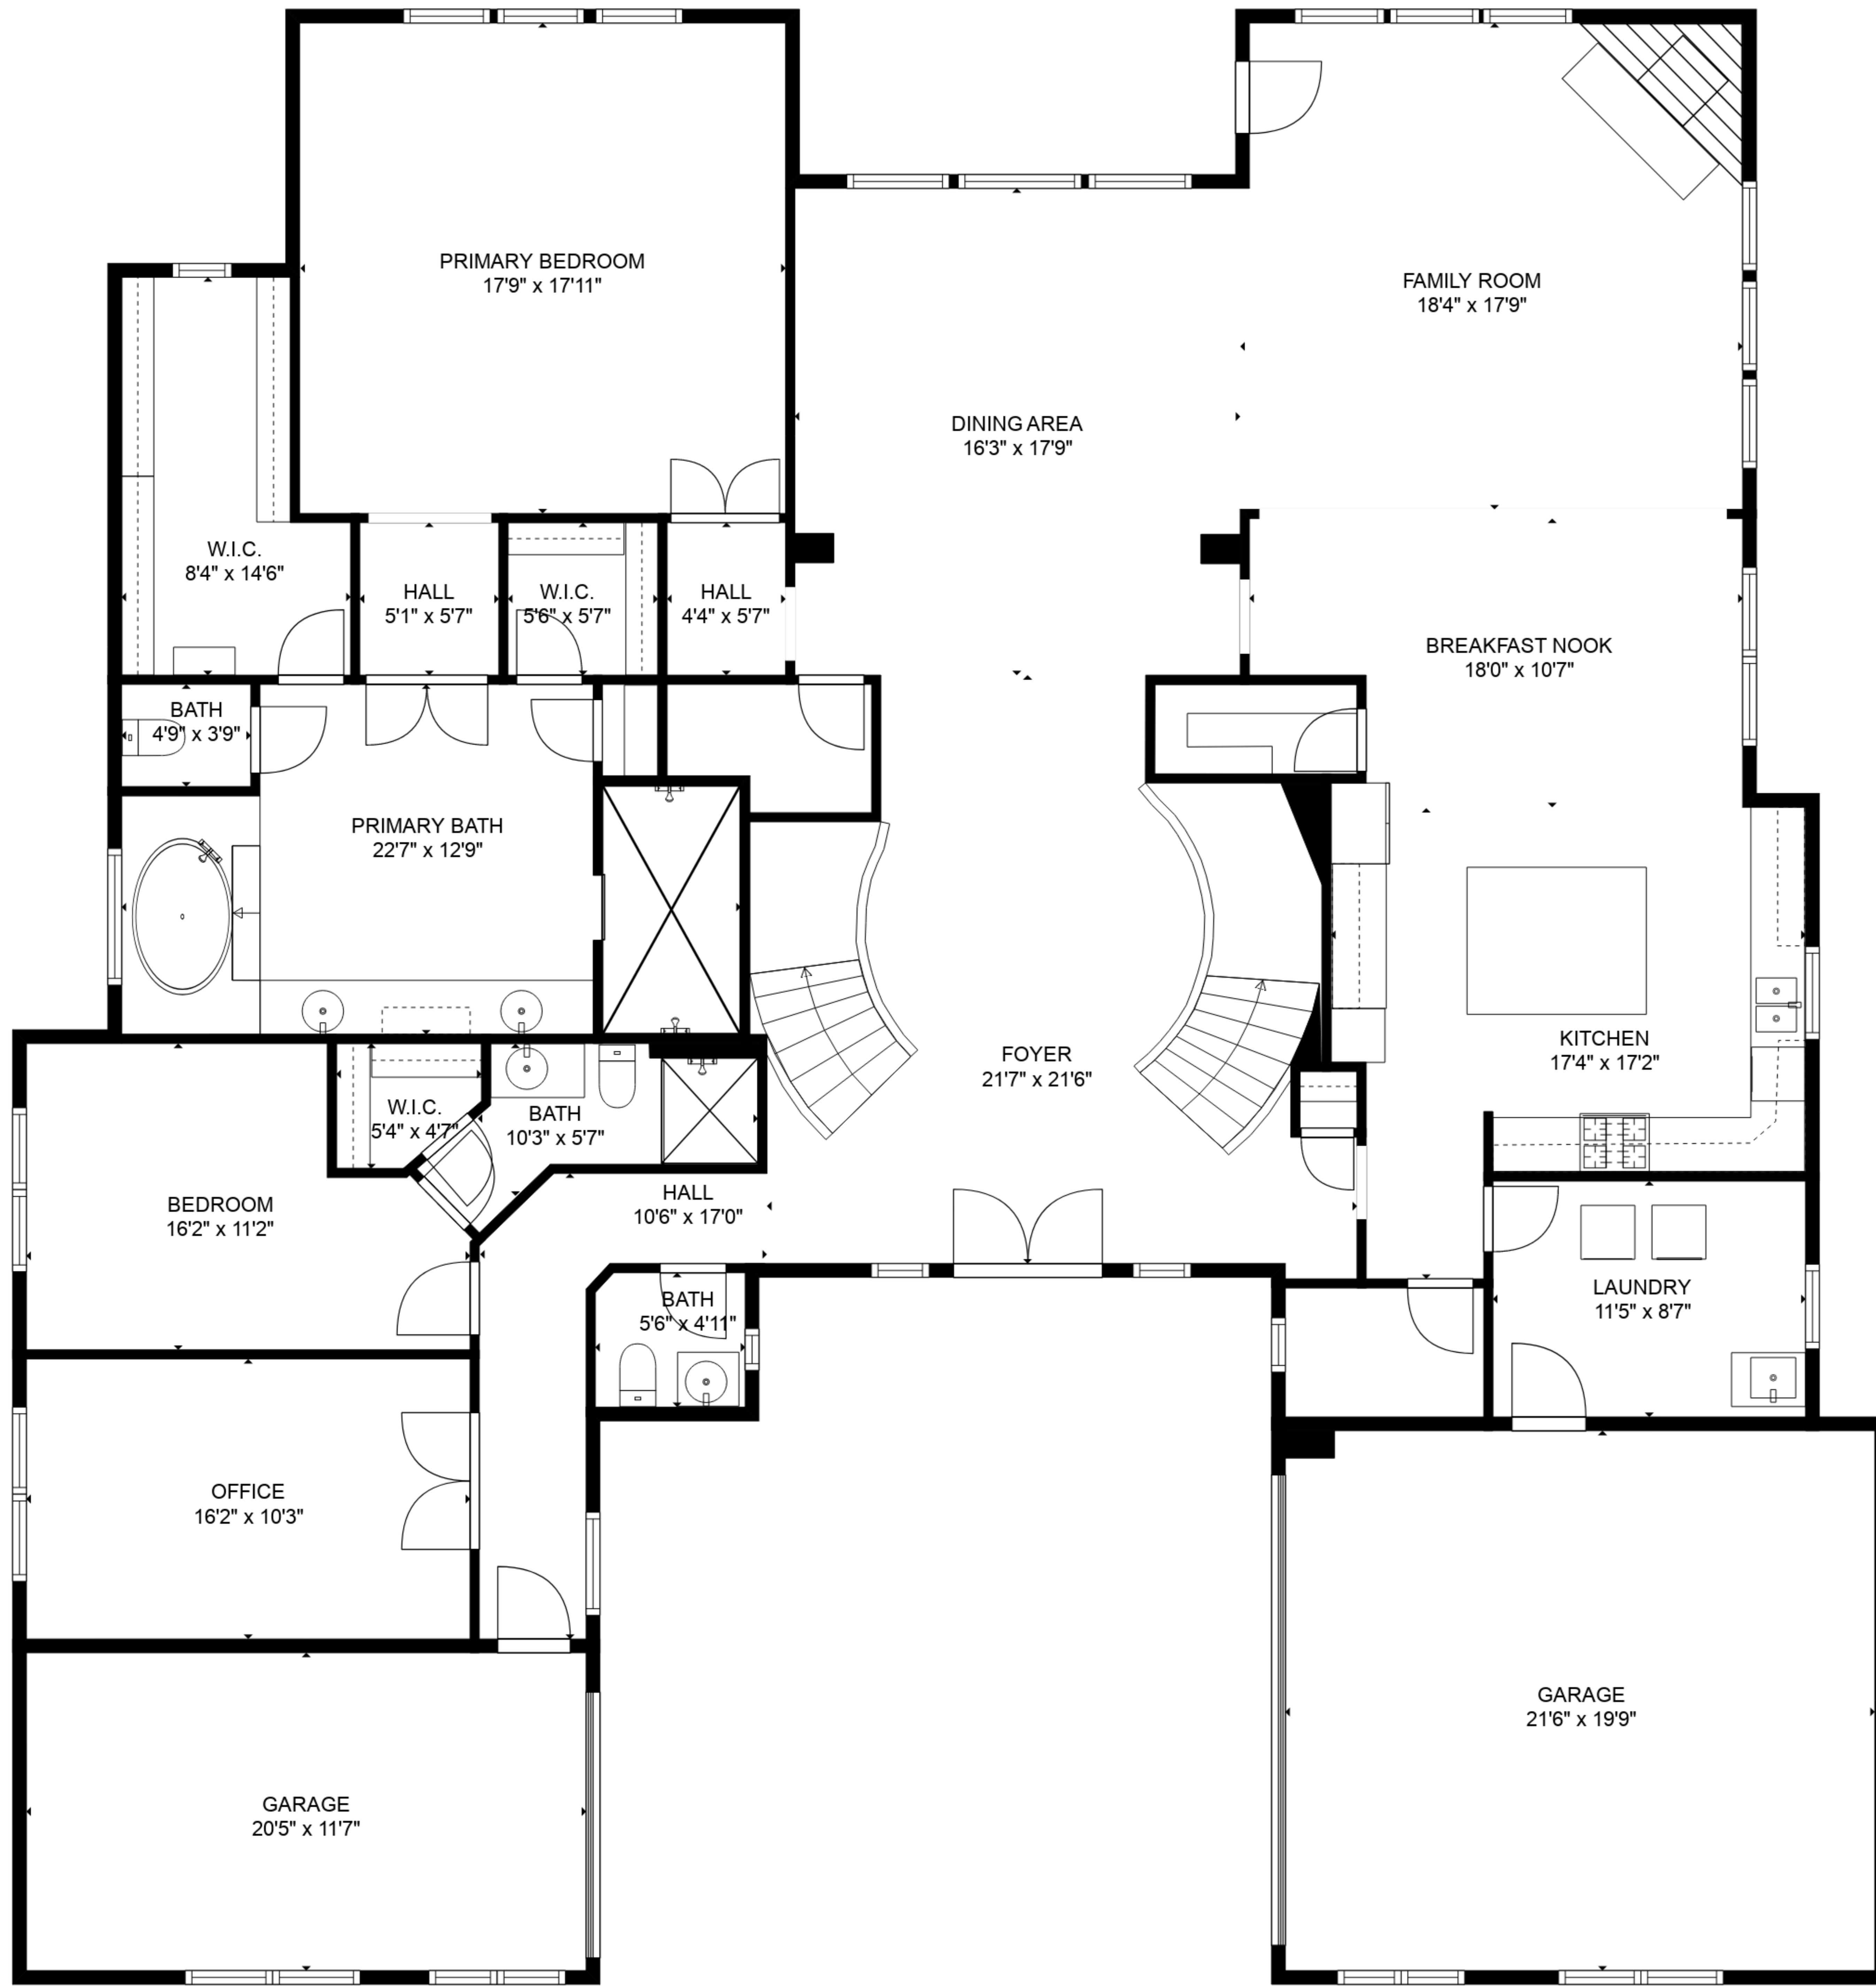 PRIMARY BEDROOM
17'9" x 17'11"
FAMILY ROOM
18'4" x 17'9"
DINING AREA
16'3" x 17'9"
W.I.C.
8'4" x 14'6"
HALL
5'1" x 5'7"
W.I.C.
5'6" x 5'7"
HALL
4'4" x 5'7"
BREAKFAST NOOK
18'0" x 10'7"
BATH
4'9" x 3'9"
PRIMARY BATH
22'7" x 12'9"
FOYER
21'7" x 21'6"
KITCHEN
17'4" x 17'2"
W.I.C.
5'4" x 4'7"
BATH
10'3" x 5'7"
BEDROOM
16'2" x 11'2"
HALL
10'6" x 17'0"
BATH
5'6" x 4'11"
LAUNDRY
11'5" x 8'7"
OFFICE
16'2" x 10'3"
GARAGE
21'6" x 19'9"
GARAGE
20'5" x 11'7"